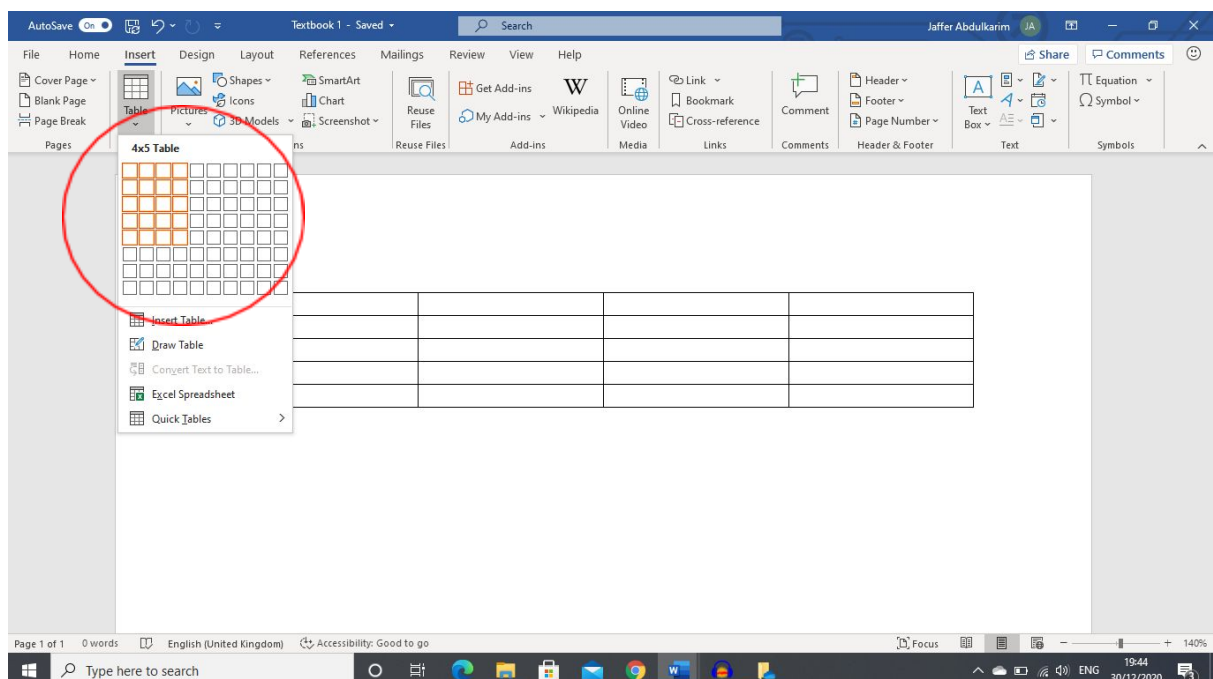 AutoSave On Textbook 1 - Saved Search Jaffer Abdulkarim JA
File Home Insert Design Layout References Mailings Review View Help Share Comments
Cover Page
Blank Page
Page Break
Pages
Table
Pictures
Shapes
Icons
3D Models
SmartArt
Chart
Screenshot
ns
Reuse
Files
Reuse Files
Get Add-ins
My Add-ins
W
Wikipedia
Add-ins
Online
Video
Media
Link
Bookmark
Cross-reference
Links
Comment
Comments
Header
Footer
Page Number
Header & Footer
A
Text
Box
Text
Equation
Symbol
Symbols
4x5 Table
Insert Table...
Draw Table
Convert Text to Table...
Excel Spreadsheet
Quick Tables
Page 1 of 1 0 words English (United Kingdom) Accessibility: Good to go Focus 140%
Type here to search ENG 19:44
30/12/2020